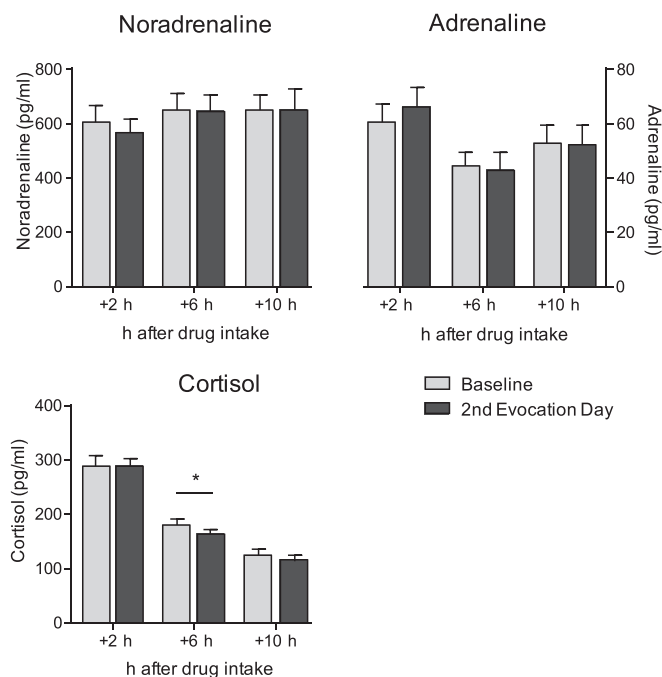 Noradrenaline
Noradrenaline (pg/ml)
800
600
400
200
0
+2 h
+6 h
+10 h
h after drug intake
Adrenaline
80
60
40
20
0
Adrenaline (pg/ml)
+2 h
+6 h
+10 h
h after drug intake
Cortisol
Cortisol (pg/ml)
400
300
200
100
0
*
+2 h
+6 h
+10 h
h after drug intake
Baseline
2nd Evocation Day